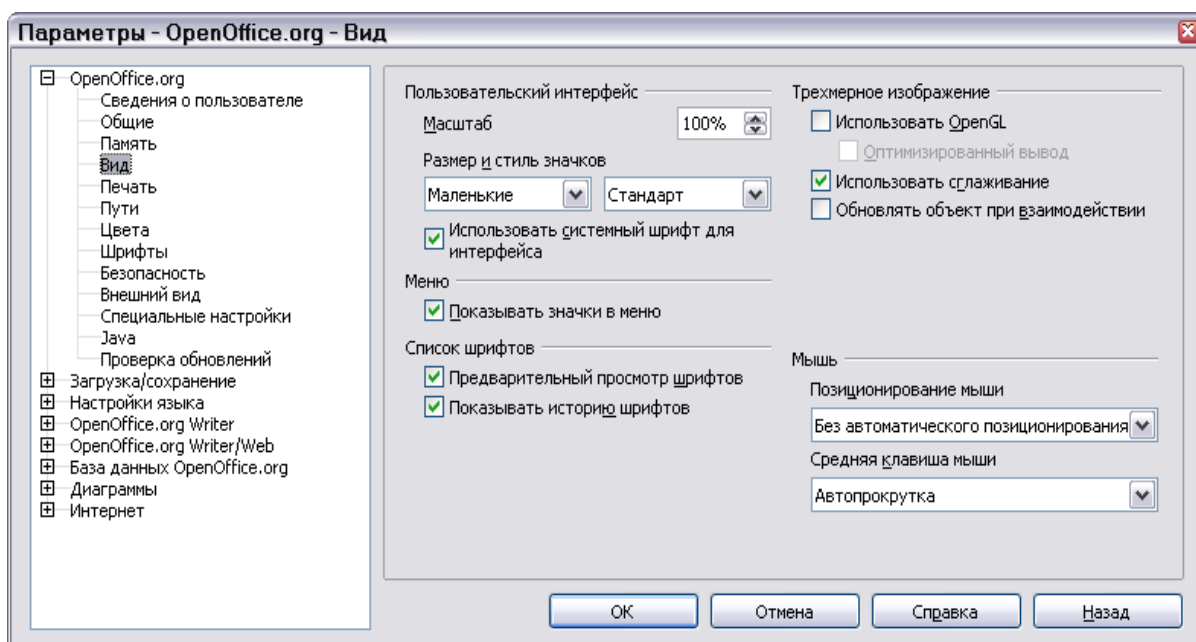 Параметры - OpenOffice.org - Вид
OpenOffice.org
Сведения о пользователе
Общие
Память
Вид
Печать
Пути
Цвета
Шрифты
Безопасность
Внешний вид
Специальные настройки
Java
Проверка обновлений
Загрузка/сохранение
Настройки языка
OpenOffice.org Writer
OpenOffice.org Writer/Web
База данных OpenOffice.org
Диаграммы
Интернет
Пользовательский интерфейс
Масштаб 100%
Размер и стиль значков
Маленькие Стандарт
Использовать системный шрифт для
интерфейса
Меню
Показывать значки в меню
Список шрифтов
Предварительный просмотр шрифтов
Показывать историю шрифтов
Трехмерное изображение
Использовать OpenGL
Оптимизированный вывод
Использовать сглаживание
Обновлять объект при взаимодействии
Мышь
Позиционирование мыши
Без автоматического позиционирования
Средняя клавиша мыши
Автопрокрутка
ОК Отмена Справка Назад